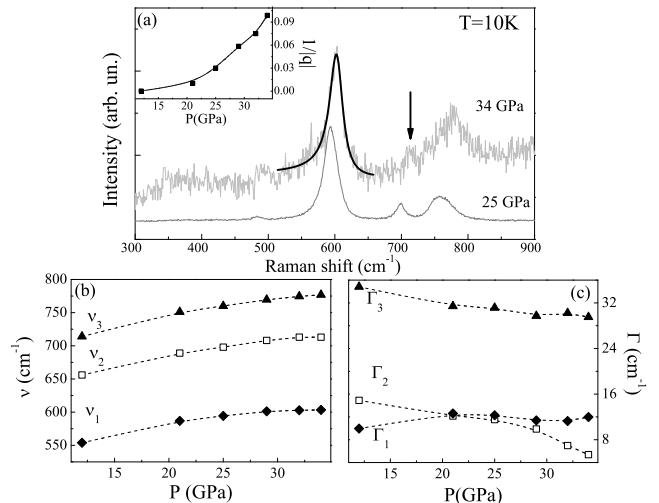 (a)
T=10K
0.09
0.06
0.03
0.00
1/|q|
15 20 25 30
P(GPa)
34 GPa
25 GPa
Intensity (arb. un.)
300 400 500 600 700 800 900
Raman shift (cm⁻¹)
(b)
800
750
700
650
600
550
ν (cm⁻¹)
ν₃
ν₂
ν₁
15 20 25 30
P (GPa)
(c)
Γ₃
Γ₂
Γ₁
32
24
16
8
Γ (cm⁻¹)
15 20 25 30
P(GPa)